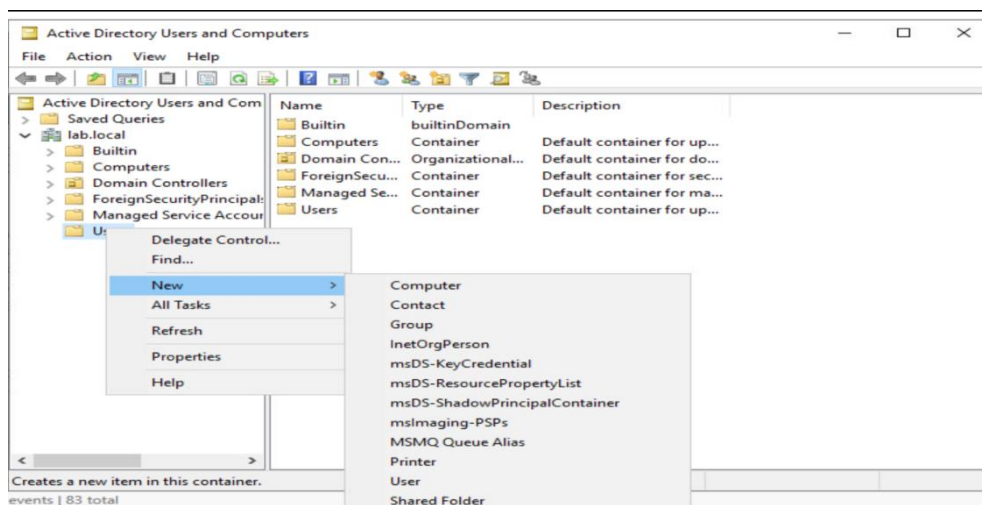 Active Directory Users and Computers
File Action View Help
Active Directory Users and Com
Saved Queries
lab.local
Builtin
Computers
Domain Controllers
ForeignSecurityPrincipal:
Managed Service Accour
Name Type Description
Builtin builtinDomain
Computers Container Default container for up...
Domain Con... Organizational... Default container for do...
ForeignSecu... Container Default container for sec...
Managed Se... Container Default container for ma...
Users Container Default container for up...
Delegate Control...
Find...
New >
All Tasks >
Refresh
Properties
Help
Computer
Contact
Group
InetOrgPerson
msDS-KeyCredential
msDS-ResourcePropertyList
msDS-ShadowPrincipalContainer
msImaging-PSPs
MSMQ Queue Alias
Printer
User
Shared Folder
Creates a new item in this container.
events | 83 total